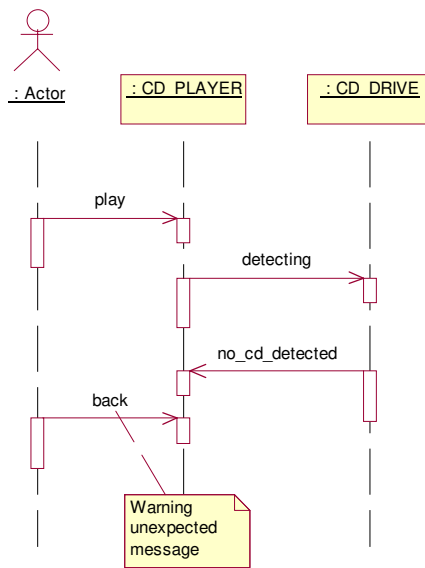 : Actor
: CD_PLAYER
: CD_DRIVE
play
detecting
no_cd_detected
back
Warning
unexpected
message